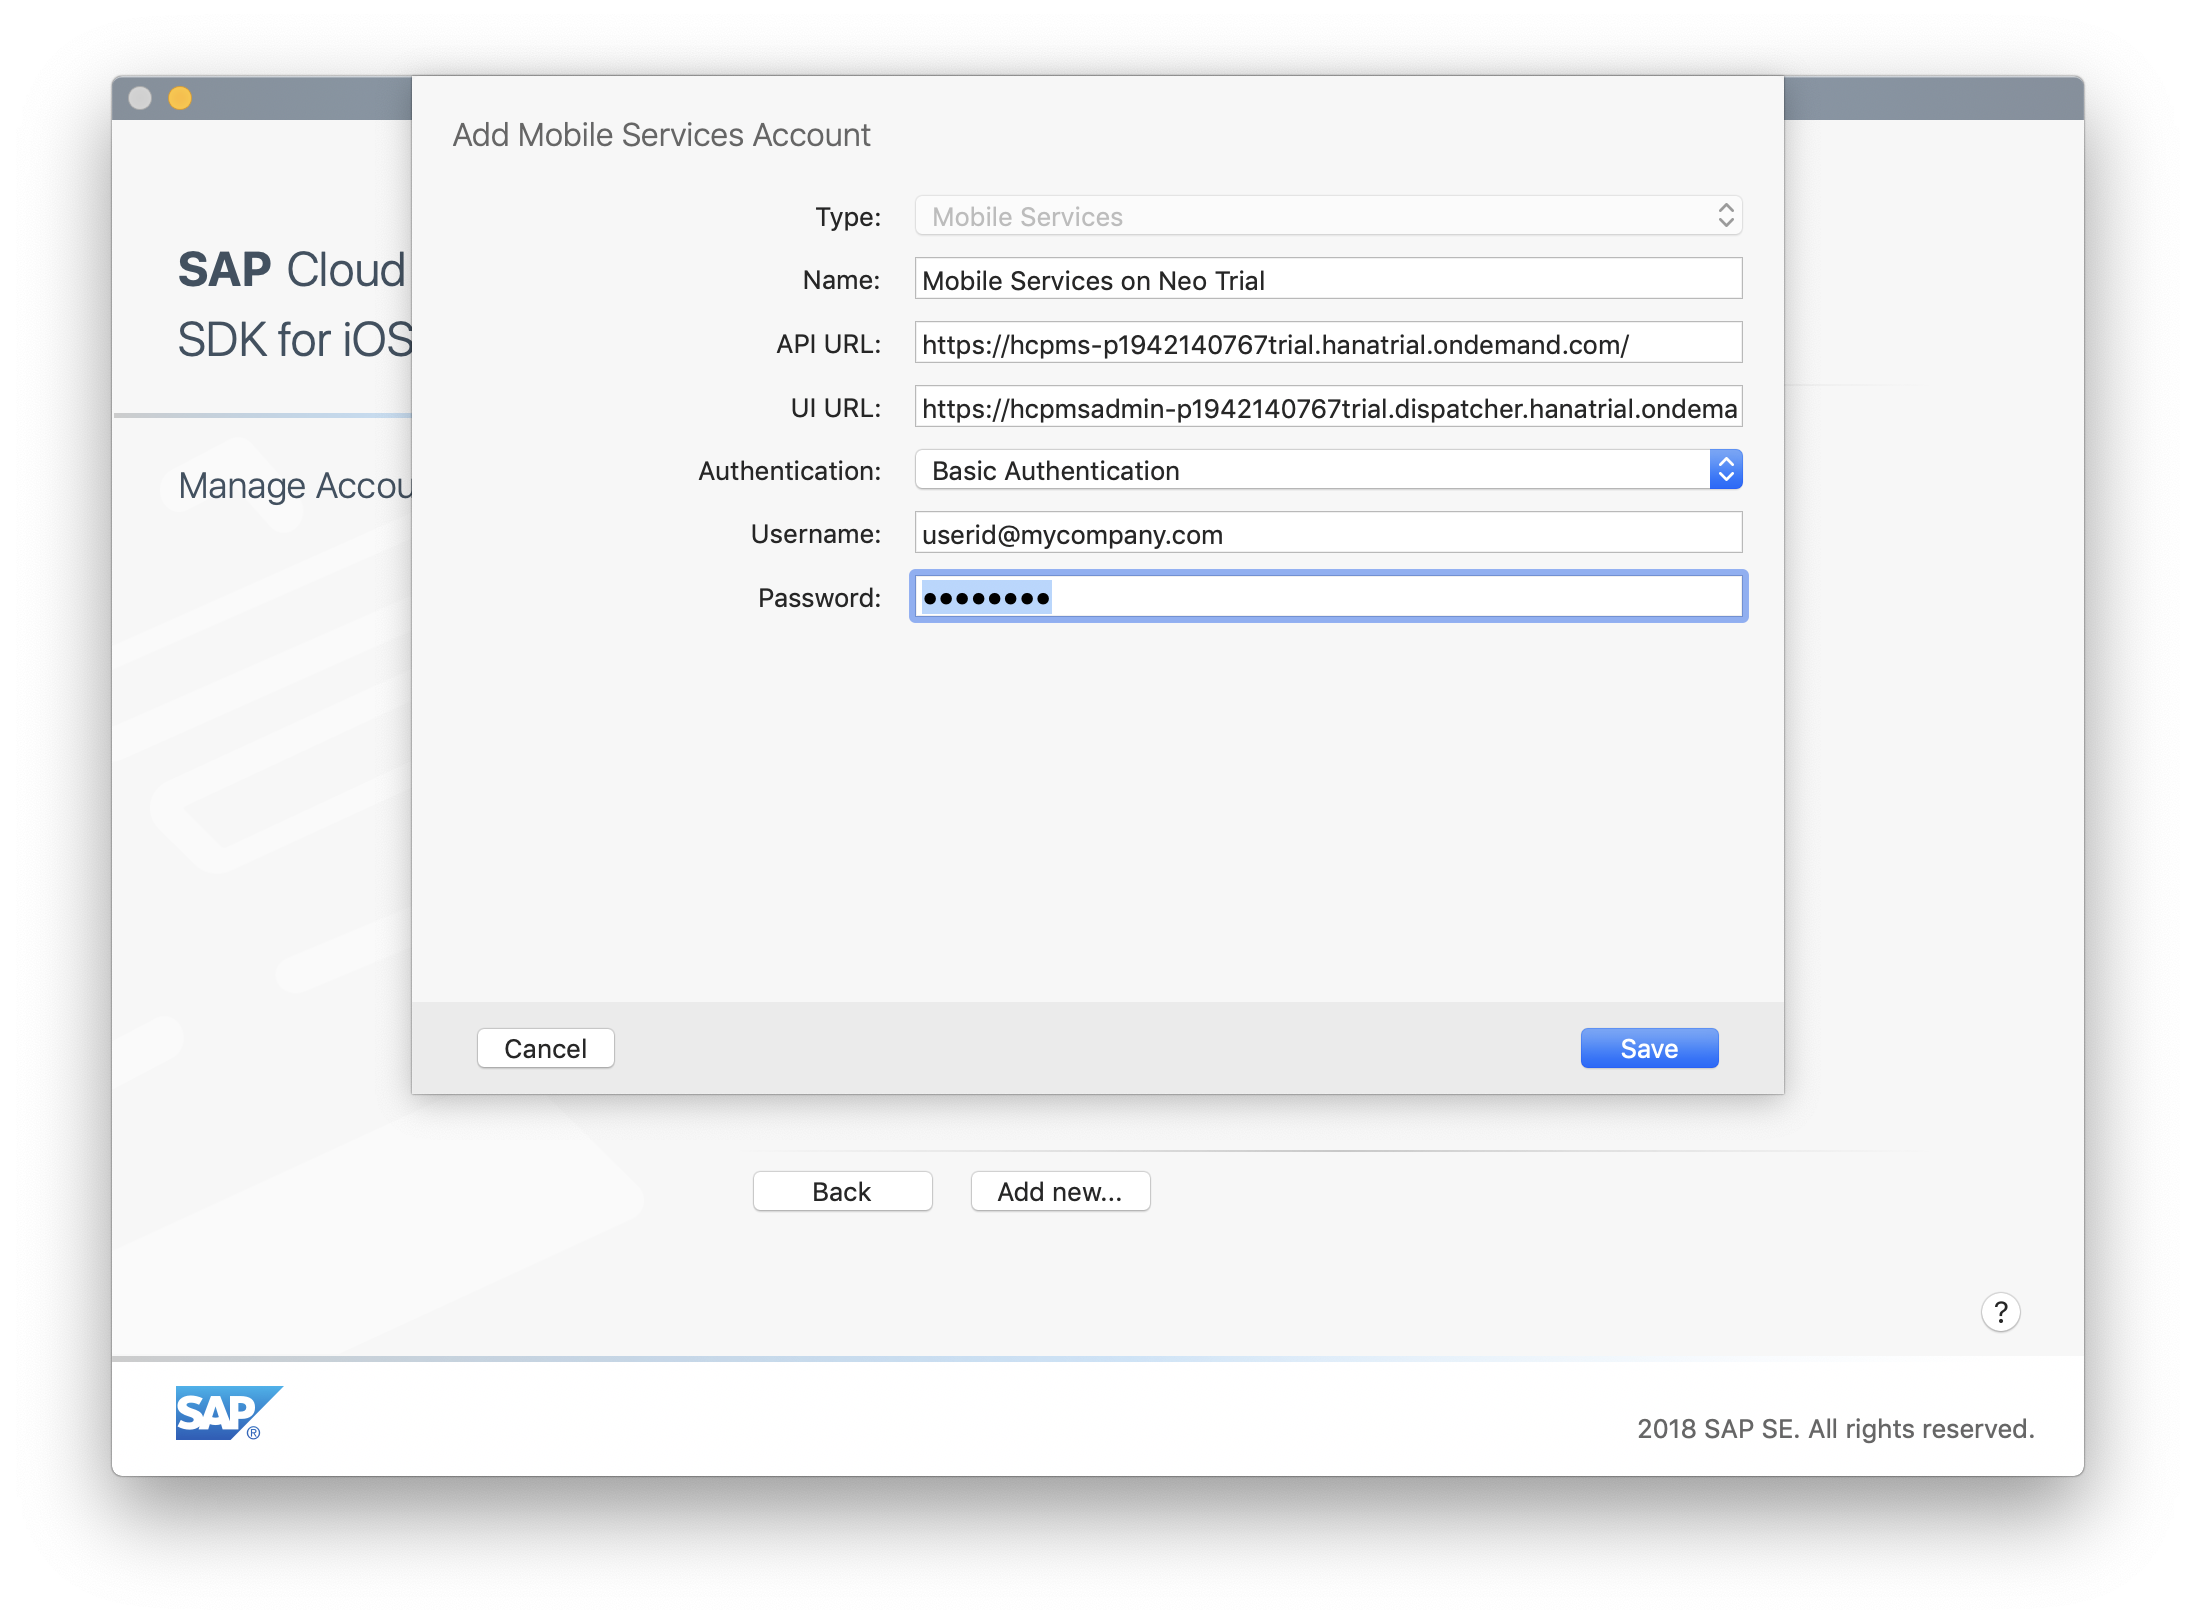 Add Mobile Services Account
Type: Mobile Services
Name: Mobile Services on Neo Trial
API URL: https://hcpms-p1942140767trial.hanatrial.ondemand.com/
UI URL: https://hcpmsadmin-p1942140767trial.dispatcher.hanatrial.ondema
Authentication: Basic Authentication
Username: userid@mycompany.com
Password: ●●●●●●●●
Cancel
Save
SAP Cloud
SDK for iOS
Manage Accou
Back
Add new...
?
SAP®
2018 SAP SE. All rights reserved.